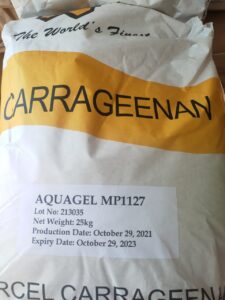 The World's Finest
CARRAGEENAN
AQUAGEL MP1127
Lot No: 213035
Net Weight: 25kg
Production Date: October 29, 2021
Expiry Date: October 29, 2023
RCEL CARRAGEENA